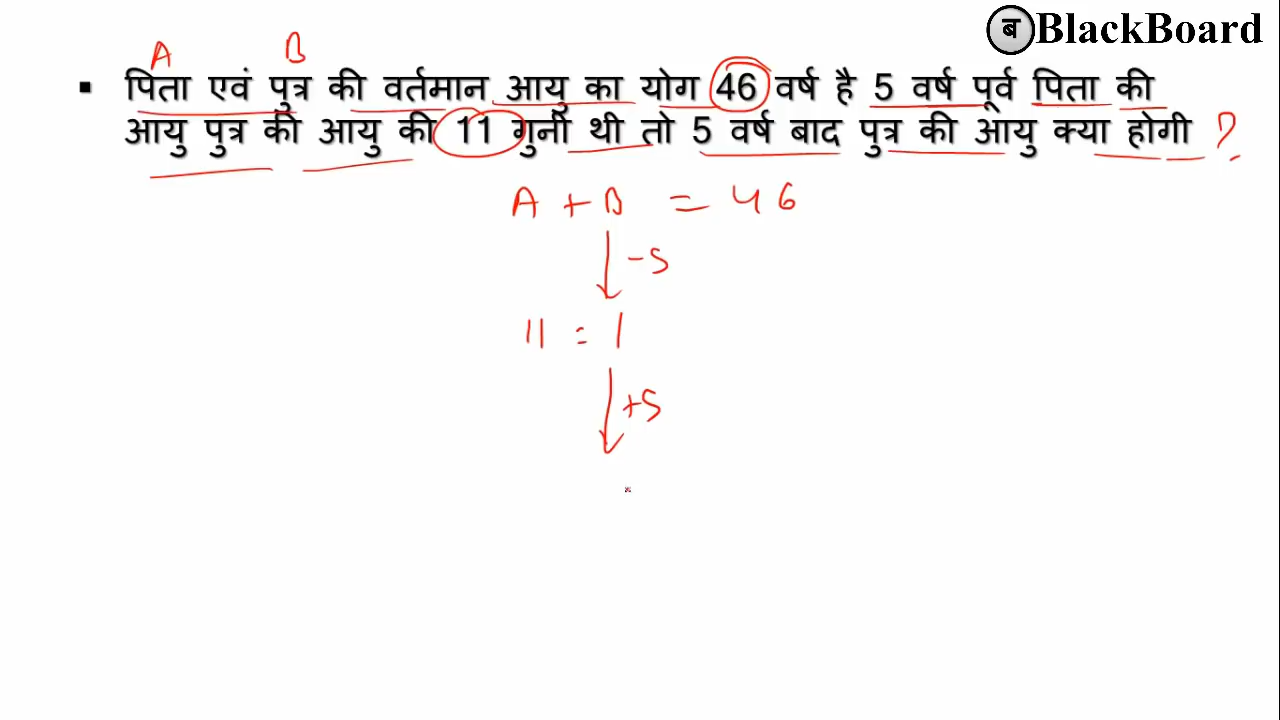 ब BlackBoard
A B
▪ पिता एवं पुत्र की वर्तमान आयु का योग 46 वर्ष है 5 वर्ष पूर्व पिता की
आयु पुत्र की आयु की 11 गुनी थी तो 5 वर्ष बाद पुत्र की आयु क्या होगी ?
A + B = 46
-5
11 : 1
+5